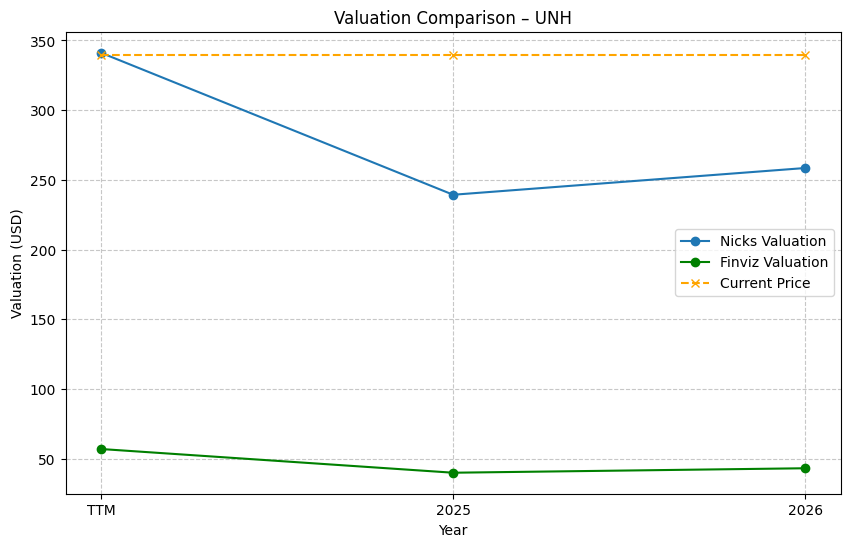 Valuation Comparison – UNH
Valuation (USD)
350
300
250
200
150
100
50
TTM
2025
2026
Year
Nicks Valuation
Finviz Valuation
Current Price